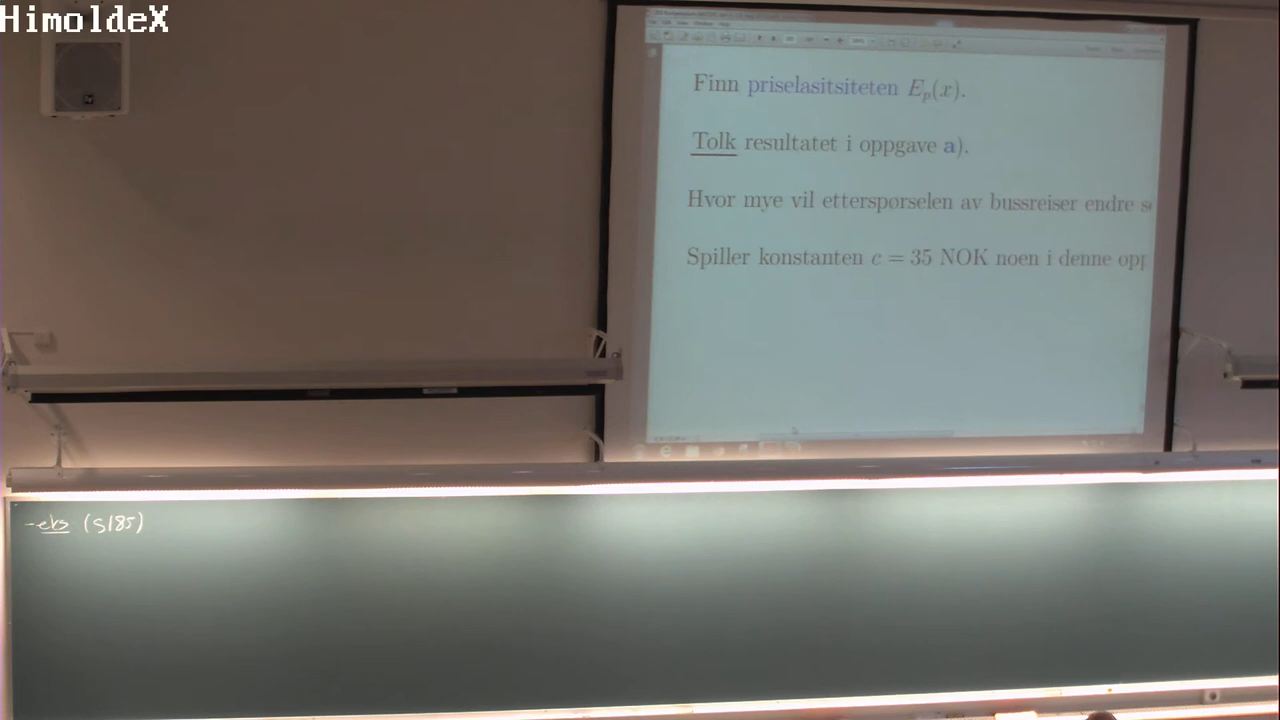 HimoldeX
Finn priselasitsiteten Eₚ(x).
Tolk resultatet i oppgave a).
Hvor mye vil etterspørselen av bussreiser endre s
Spiller konstanten c = 35 NOK noen i denne opp
-eks (s185)